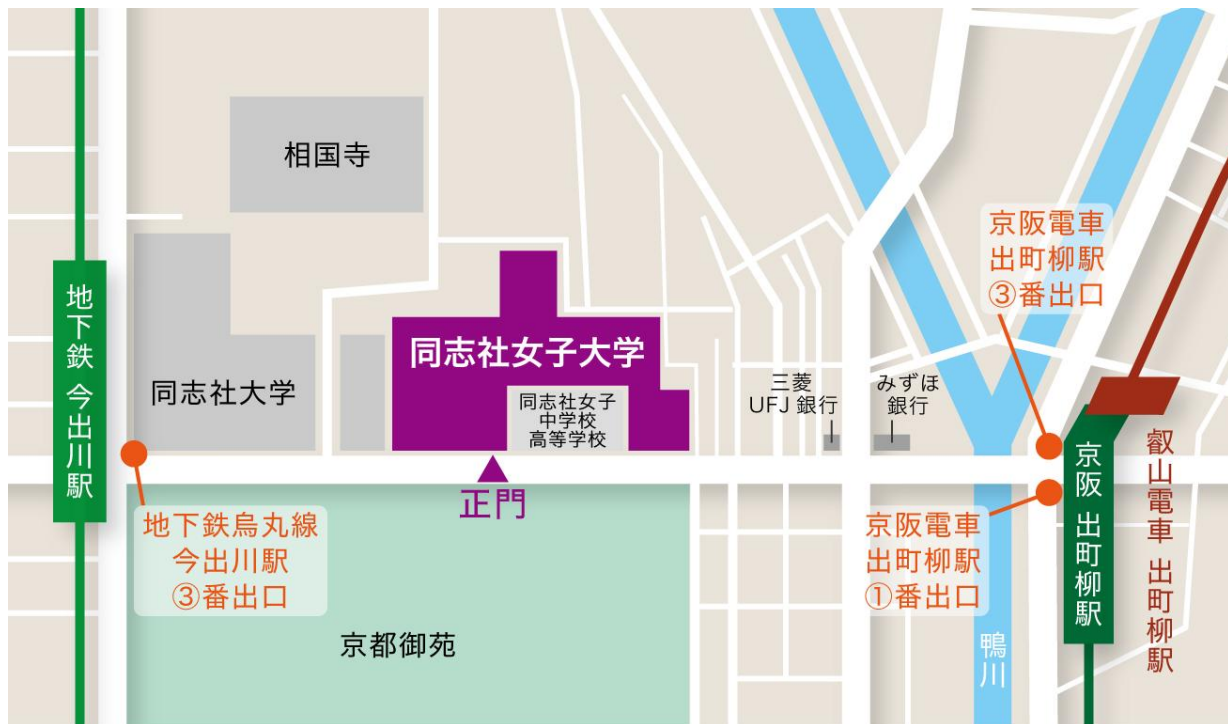 相国寺
地下鉄 今出川駅
同志社大学
同志社女子大学
同志社女子
中学校
高等学校
正門
地下鉄烏丸線
今出川駅
③番出口
京都御苑
三菱
UFJ 銀行
みずほ
銀行
京阪電車
出町柳駅
③番出口
京阪電車
出町柳駅
①番出口
鴨川
京阪 出町柳駅
叡山電車 出町柳駅